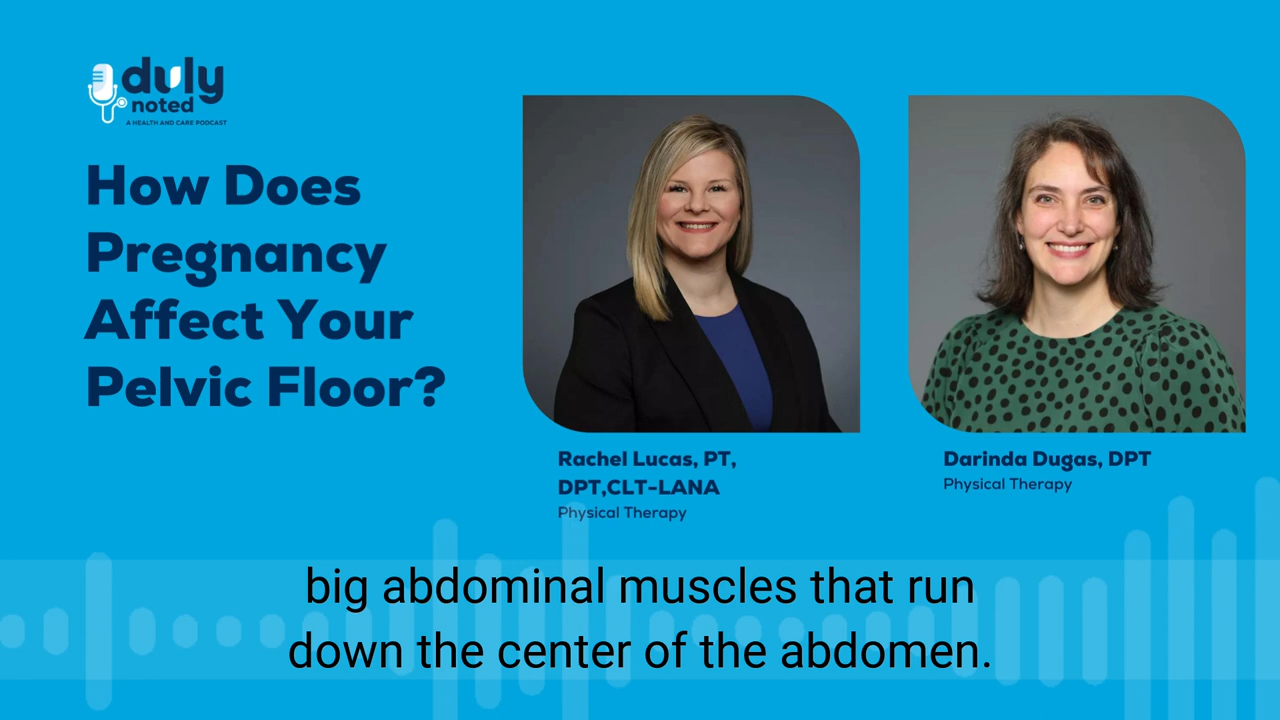 duly
noted
A HEALTH AND CARE PODCAST
How Does
Pregnancy
Affect Your
Pelvic Floor?
Rachel Lucas, PT,
DPT,CLT-LANA
Physical Therapy
Darinda Dugas, DPT
Physical Therapy
big abdominal muscles that run
down the center of the abdomen.